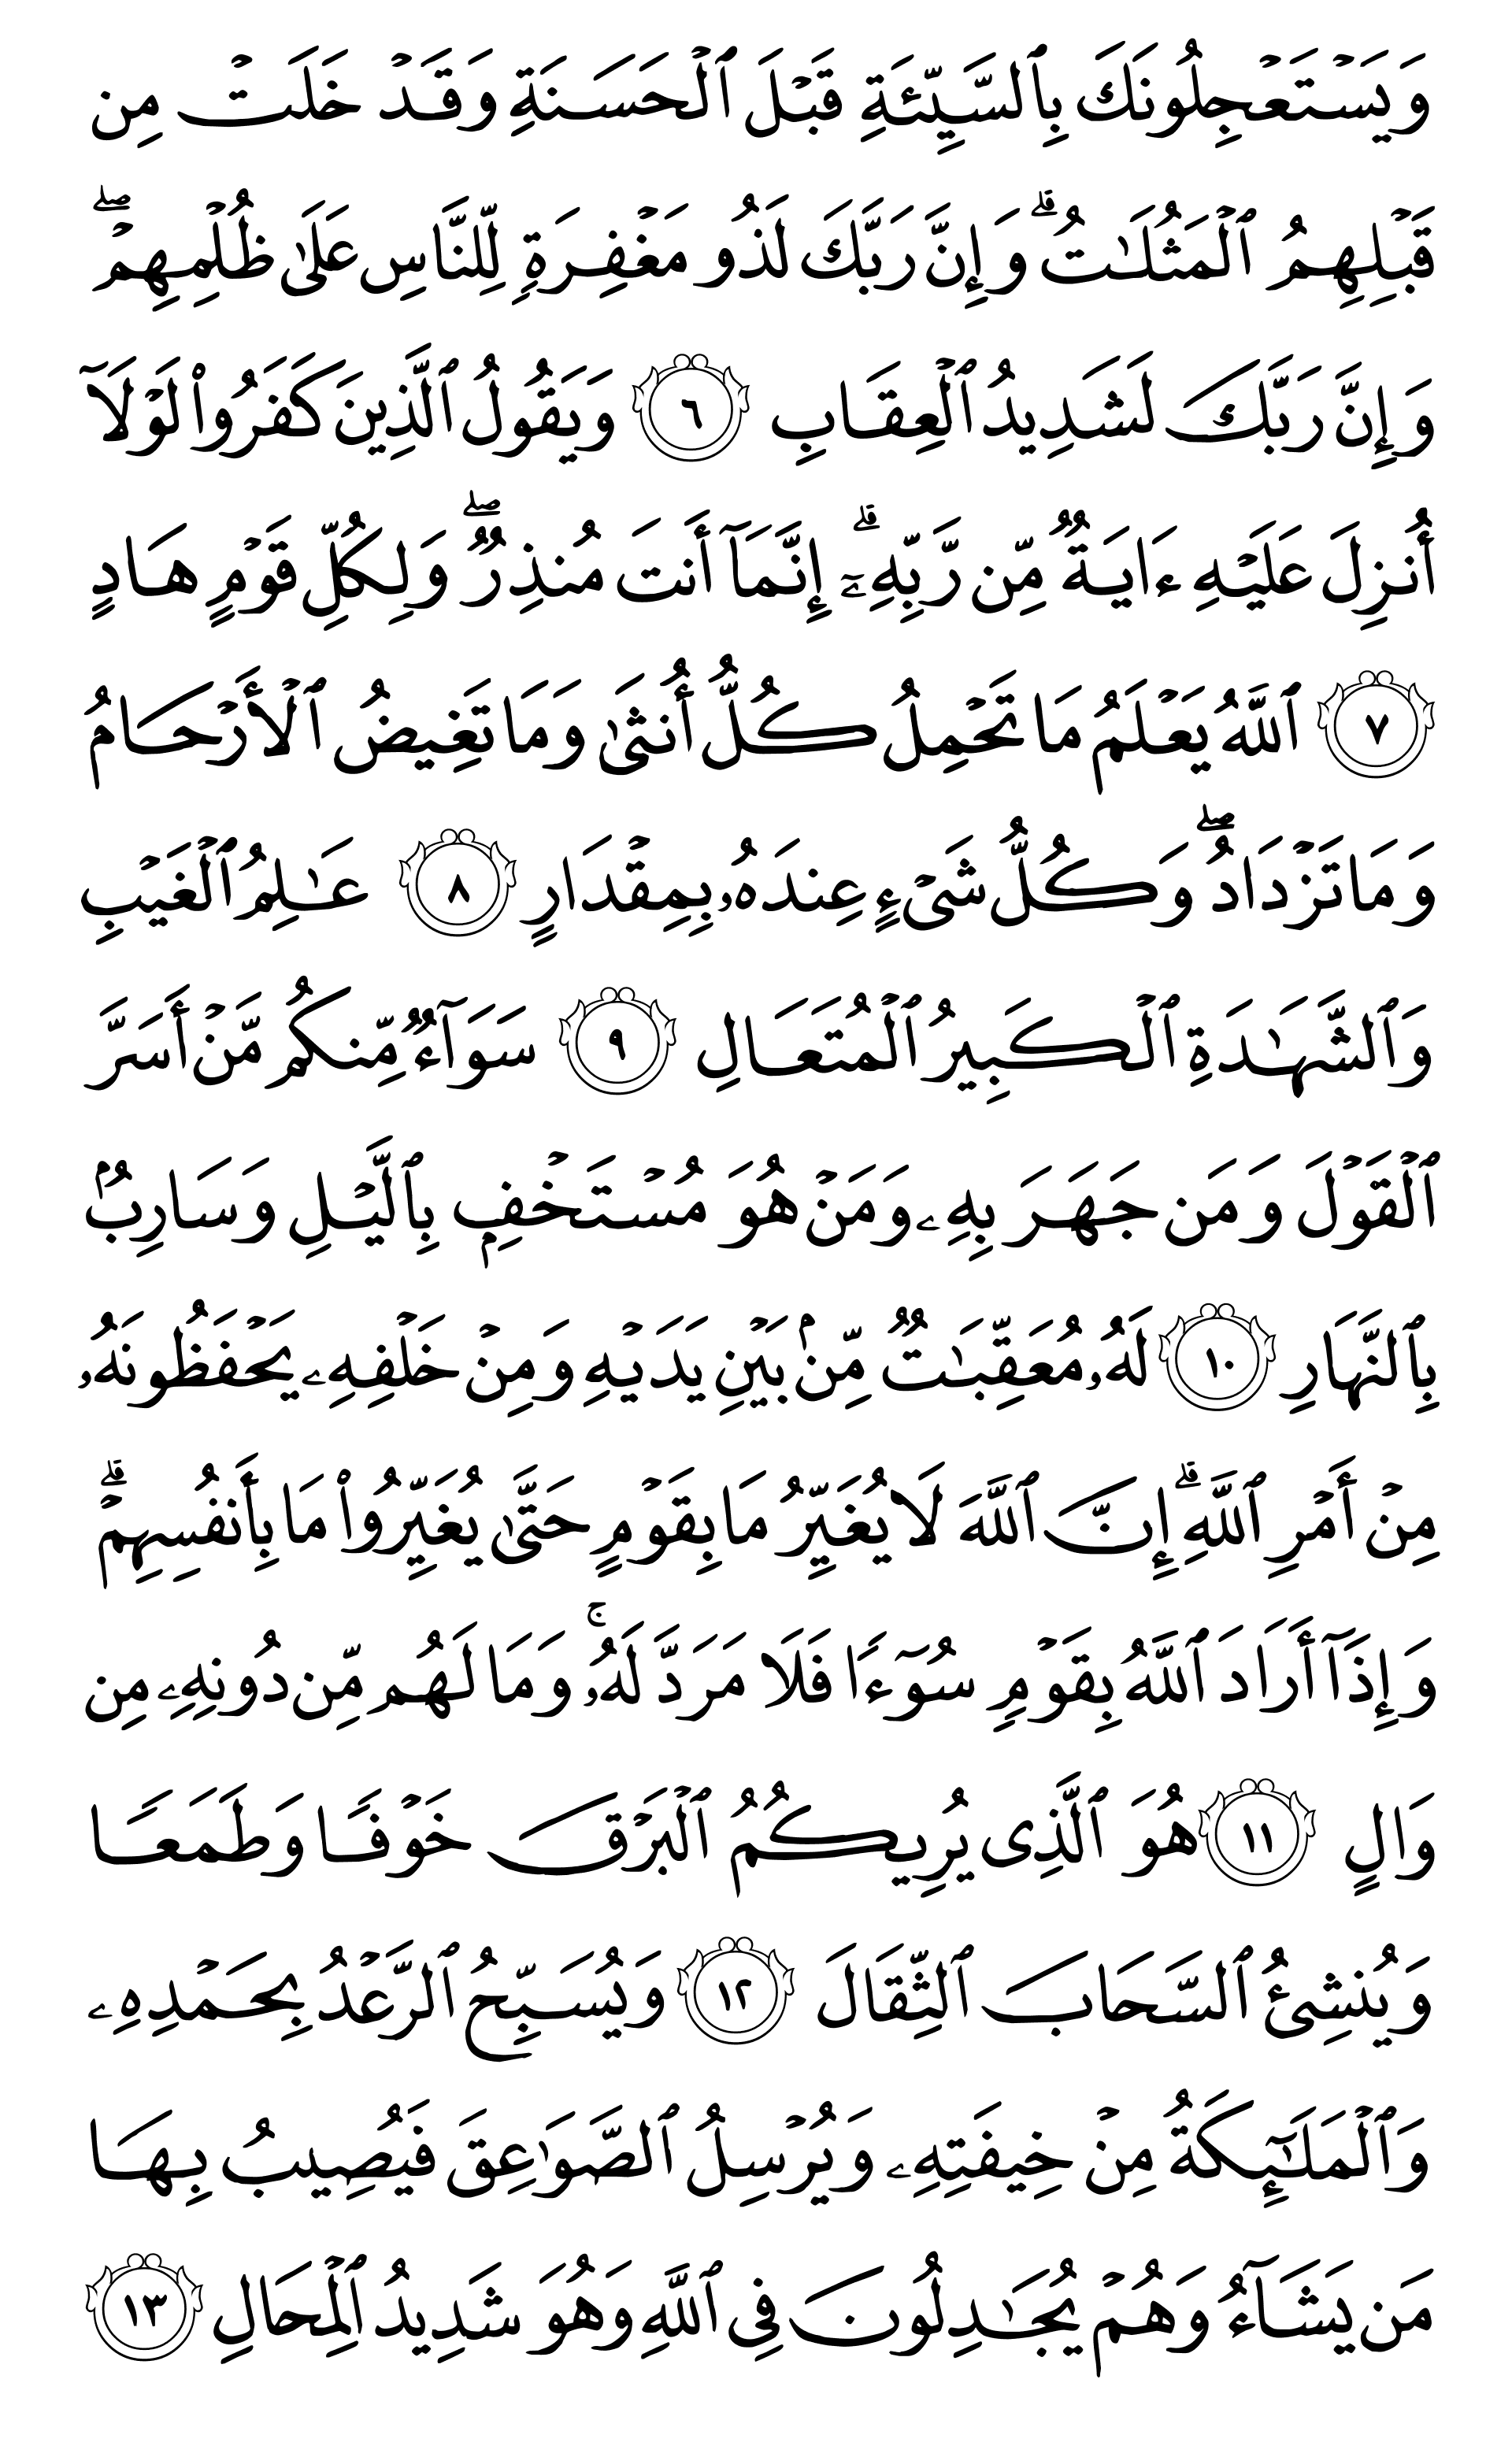 وَيَسۡتَعۡجِلُونَكَ بِٱلسَّيِّئَةِ قَبۡلَ ٱلۡحَسَنَةِ وَقَدۡ خَلَتۡ مِن
قَبۡلِهِمُ ٱلۡمَثُلَٰتُۗ وَإِنَّ رَبَّكَ لَذُو مَغۡفِرَةٖ لِّلنَّاسِ عَلَىٰ ظُلۡمِهِمۡۖ
وَإِنَّ رَبَّكَ لَشَدِيدُ ٱلۡعِقَابِ ٦ وَيَقُولُ ٱلَّذِينَ كَفَرُواْ لَوۡلَآ
أُنزِلَ عَلَيۡهِ ءَايَةٞ مِّن رَّبِّهِۦٓۗ إِنَّمَآ أَنتَ مُنذِرٞۖ وَلِكُلِّ قَوۡمٍ هَادٍ
٧ ٱللَّهُ يَعۡلَمُ مَا تَحۡمِلُ كُلُّ أُنثَىٰ وَمَا تَغِيضُ ٱلۡأَرۡحَامُ
وَمَا تَزۡدَادُۖ وَكُلُّ شَيۡءٍ عِندَهُۥ بِمِقۡدَارٍ ٨ عَٰلِمُ ٱلۡغَيۡبِ
وَٱلشَّهَٰدَةِ ٱلۡكَبِيرُ ٱلۡمُتَعَالِ ٩ سَوَآءٞ مِّنكُم مَّنۡ أَسَرَّ
ٱلۡقَوۡلَ وَمَن جَهَرَ بِهِۦ وَمَنۡ هُوَ مُسۡتَخۡفِۭ بِٱلَّيۡلِ وَسَارِبُۢ
بِٱلنَّهَارِ ١٠ لَهُۥ مُعَقِّبَٰتٞ مِّنۢ بَيۡنِ يَدَيۡهِ وَمِنۡ خَلۡفِهِۦ يَحۡفَظُونَهُۥ
مِنۡ أَمۡرِ ٱللَّهِۗ إِنَّ ٱللَّهَ لَا يُغَيِّرُ مَا بِقَوۡمٍ حَتَّىٰ يُغَيِّرُواْ مَا بِأَنفُسِهِمۡۗ
وَإِذَآ أَرَادَ ٱللَّهُ بِقَوۡمٖ سُوٓءٗا فَلَا مَرَدَّ لَهُۥۚ وَمَا لَهُم مِّن دُونِهِۦ مِن
وَالٍ ١١ هُوَ ٱلَّذِي يُرِيكُمُ ٱلۡبَرۡقَ خَوۡفٗا وَطَمَعٗا
وَيُنشِئُ ٱلسَّحَابَ ٱلثِّقَالَ ١٢ وَيُسَبِّحُ ٱلرَّعۡدُ بِحَمۡدِهِۦ
وَٱلۡمَلَٰٓئِكَةُ مِنۡ خِيفَتِهِۦ وَيُرۡسِلُ ٱلصَّوَٰعِقَ فَيُصِيبُ بِهَا
مَن يَشَآءُ وَهُمۡ يُجَٰدِلُونَ فِي ٱللَّهِ وَهُوَ شَدِيدُ ٱلۡمِحَالِ ١٣